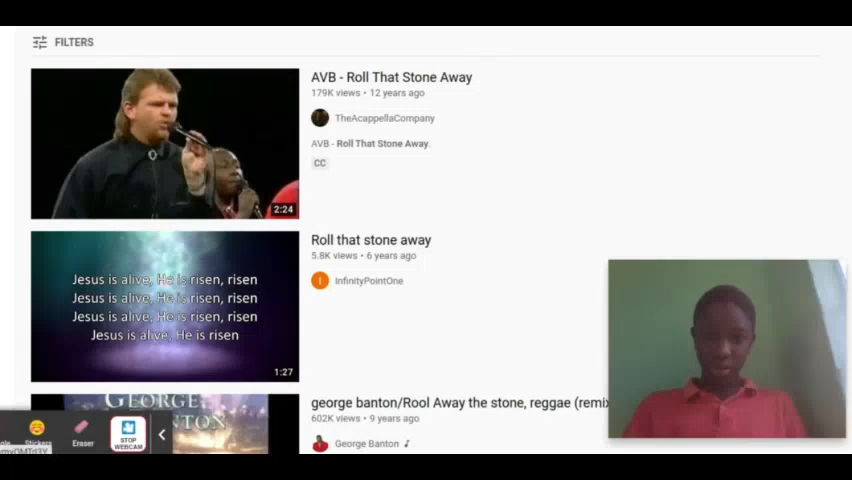 FILTERS
AVB - Roll That Stone Away
179K views • 12 years ago
TheAcappellaCompany
AVB - Roll That Stone Away.
CC
2:24
Roll that stone away
5.8K views • 6 years ago
InfinityPointOne
Jesus is alive, He is risen, risen
Jesus is alive, He is risen, risen
Jesus is alive, He is risen, risen
Jesus is alive, He is risen
1:27
george banton/Rool Away the stone, reggae (remix
602K views • 9 years ago
George Banton
GEORGE
Stickers
Eraser
STOP
WEBCAM